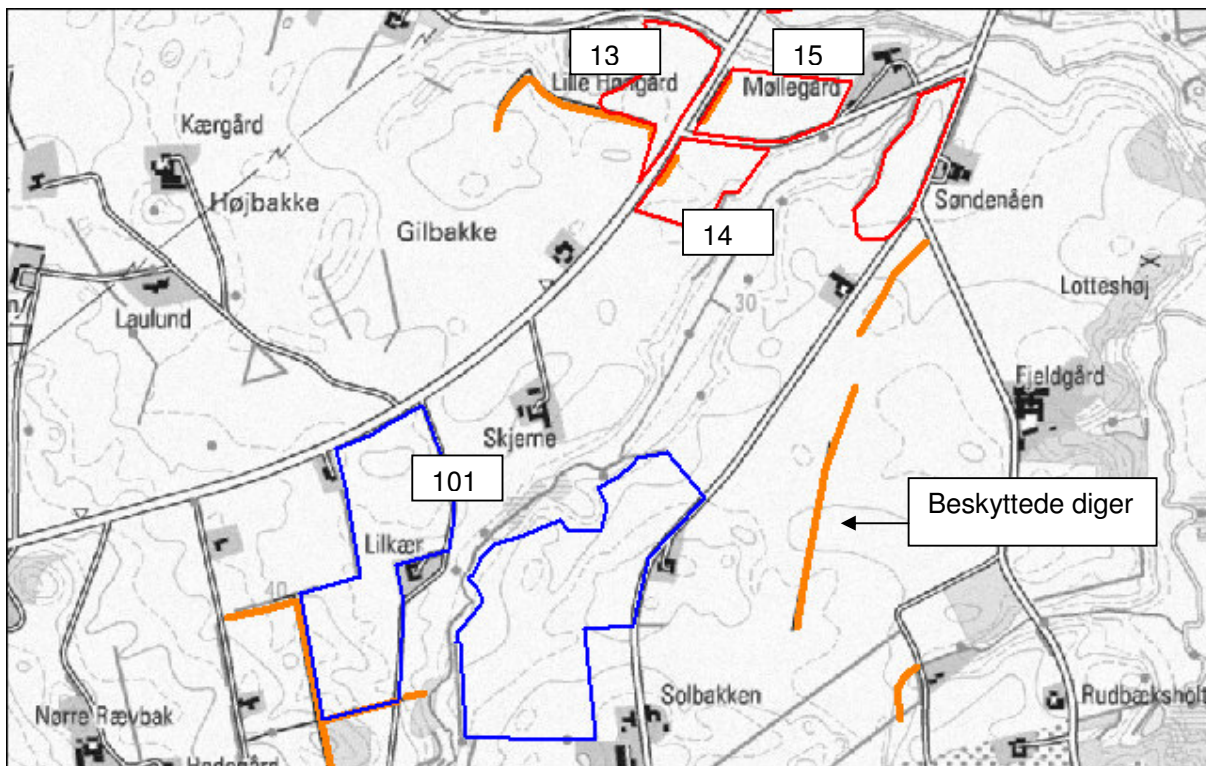 13
15
Lille Høngård
Møllegård
Kærgård
Højbakke
Søndenåen
Gilbakke
14
Lotteshøj
30
Laulund
Fjeldgård
Skjerne
101
Beskyttede diger
Lilkær
40
Solbakken
Rudbæksholt
Nørre Rævbak